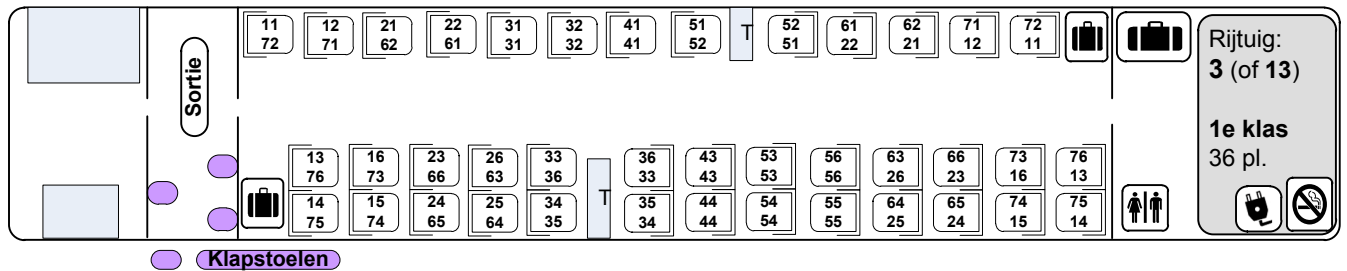 11 12 21 22 31 32 41 51 T 52 61 62 71 72
72 71 62 61 31 32 41 52 51 22 21 12 11
Sortie
Rijtuig:
3 (of 13)
1e klas
36 pl.
13 16 23 26 33 36 43 53 56 63 66 73 76
76 73 66 63 36 33 43 53 56 26 23 16 13
T
14 15 24 25 34 35 44 54 55 64 65 74 75
75 74 65 64 35 34 44 54 55 25 24 15 14
Klapstoelen